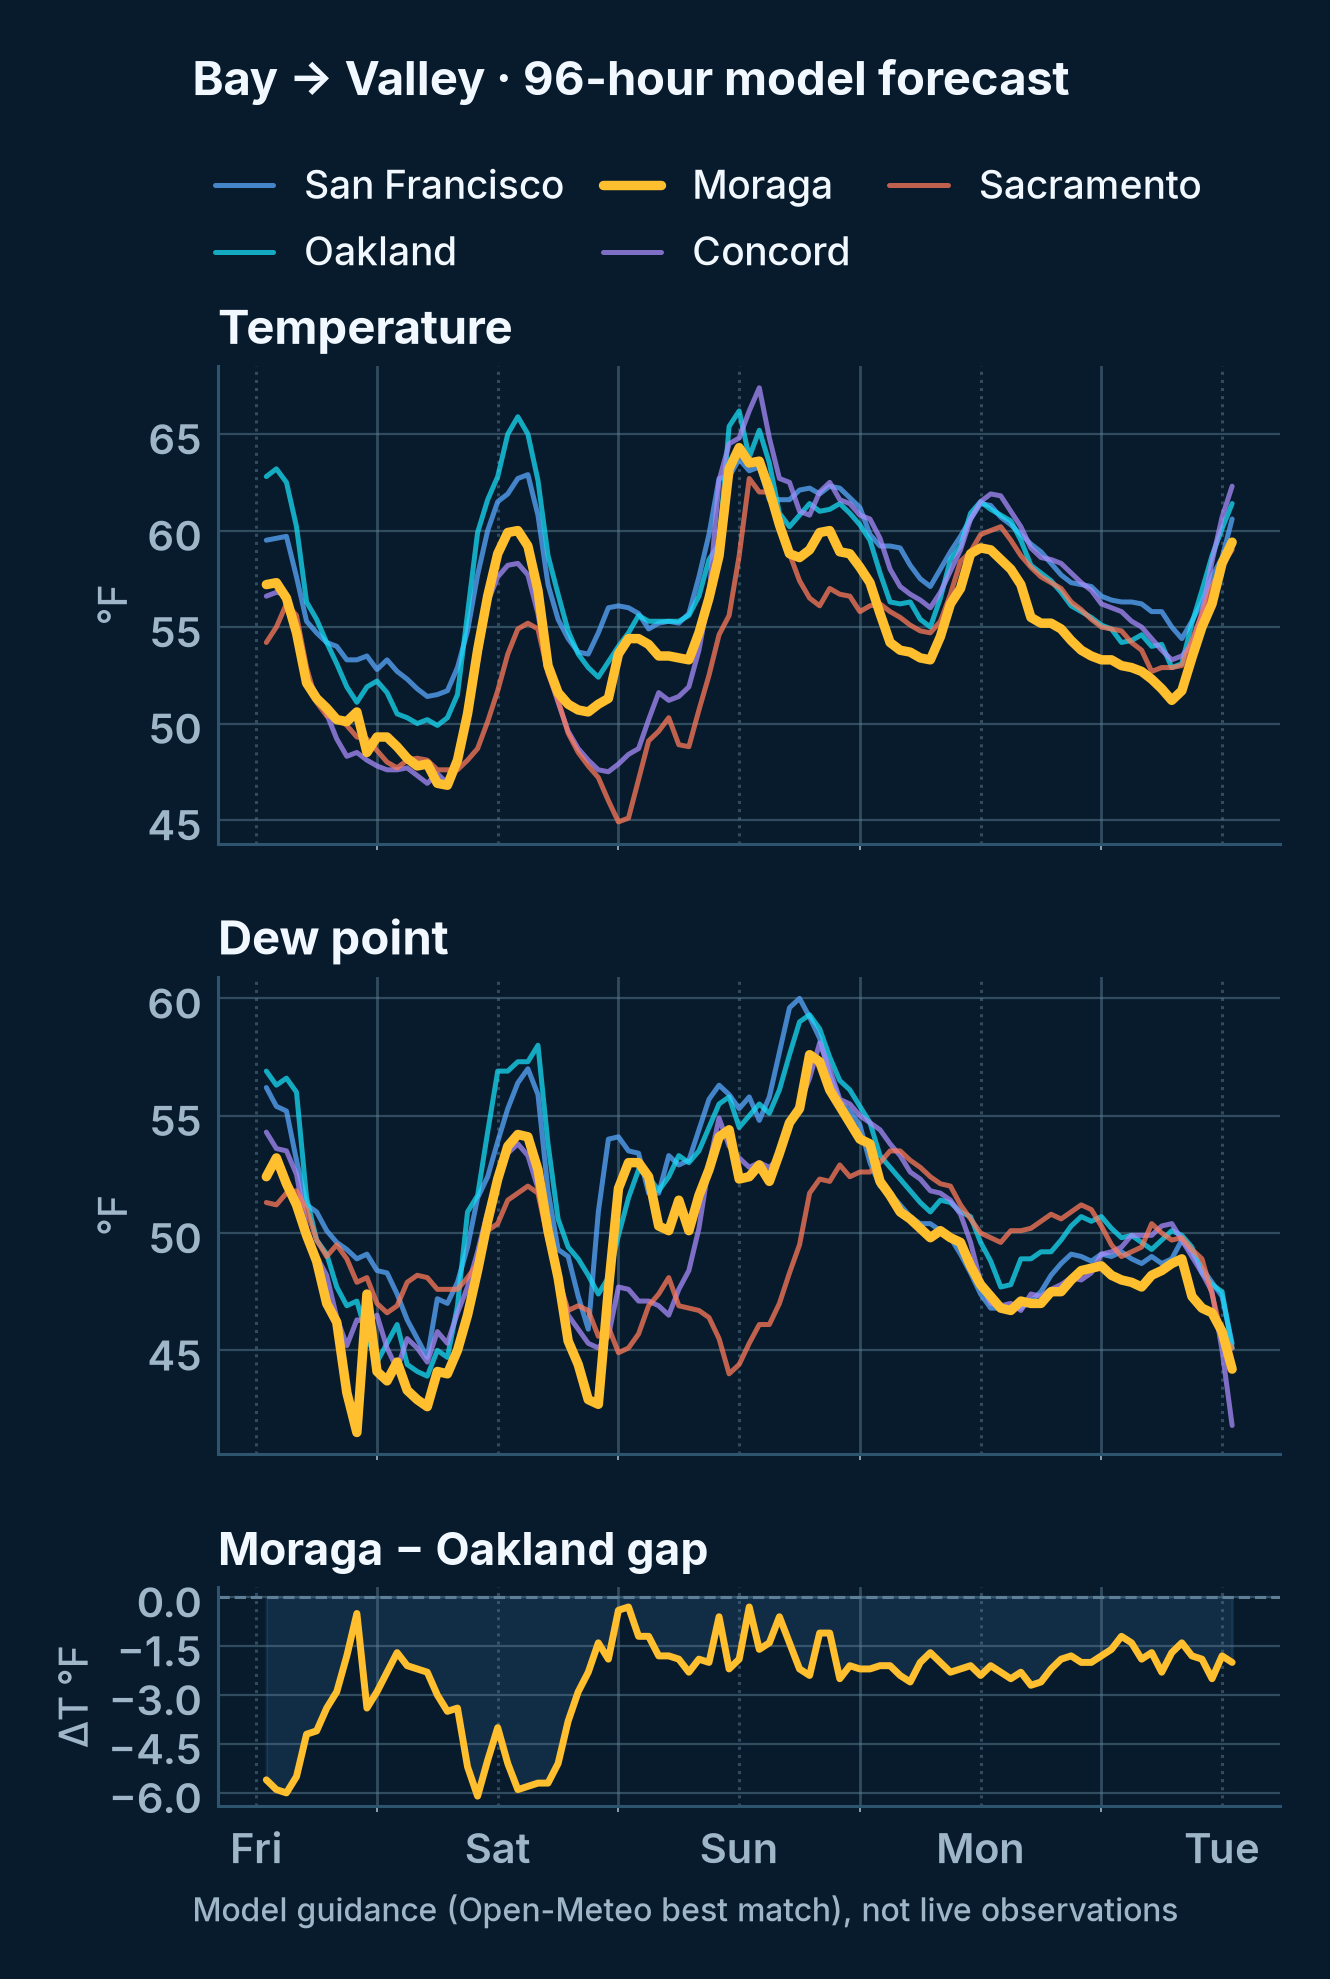 Bay → Valley · 96-hour model forecast
San Francisco
Moraga
Sacramento
Oakland
Concord
Temperature
65
60
55
50
45
°F
Dew point
60
55
50
45
°F
Moraga − Oakland gap
0.0
−1.5
−3.0
−4.5
−6.0
ΔT °F
Fri Sat Sun Mon Tue
Model guidance (Open-Meteo best match), not live observations